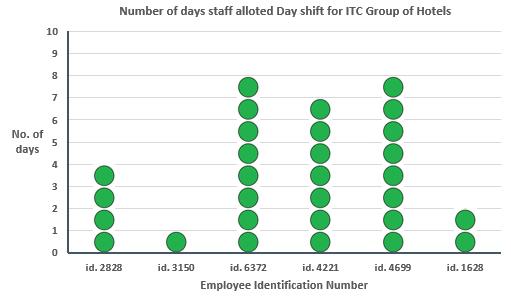 Number of days staff alloted Day shift for ITC Group of Hotels
10
9
8
7
6
5
4
3
2
1
0
No. of
days
id. 2828 id. 3150 id. 6372 id. 4221 id. 4699 id. 1628
Employee Identification Number